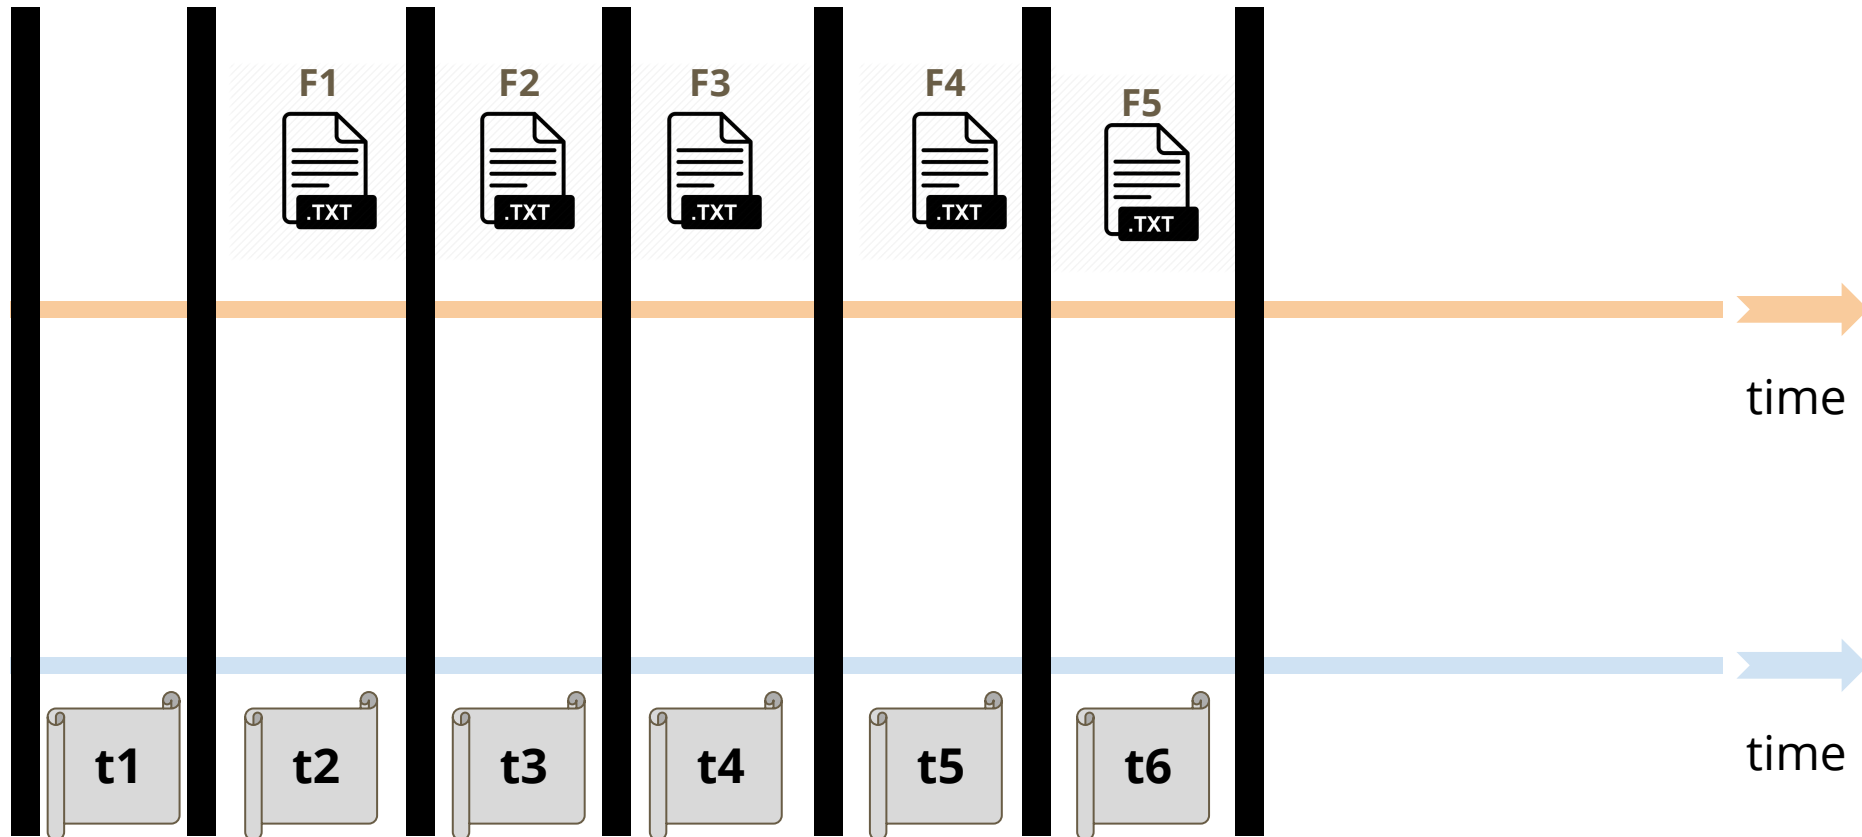 F1 F2 F3 F4 F5
.TXT .TXT .TXT .TXT .TXT
time
t1 t2 t3 t4 t5 t6 time